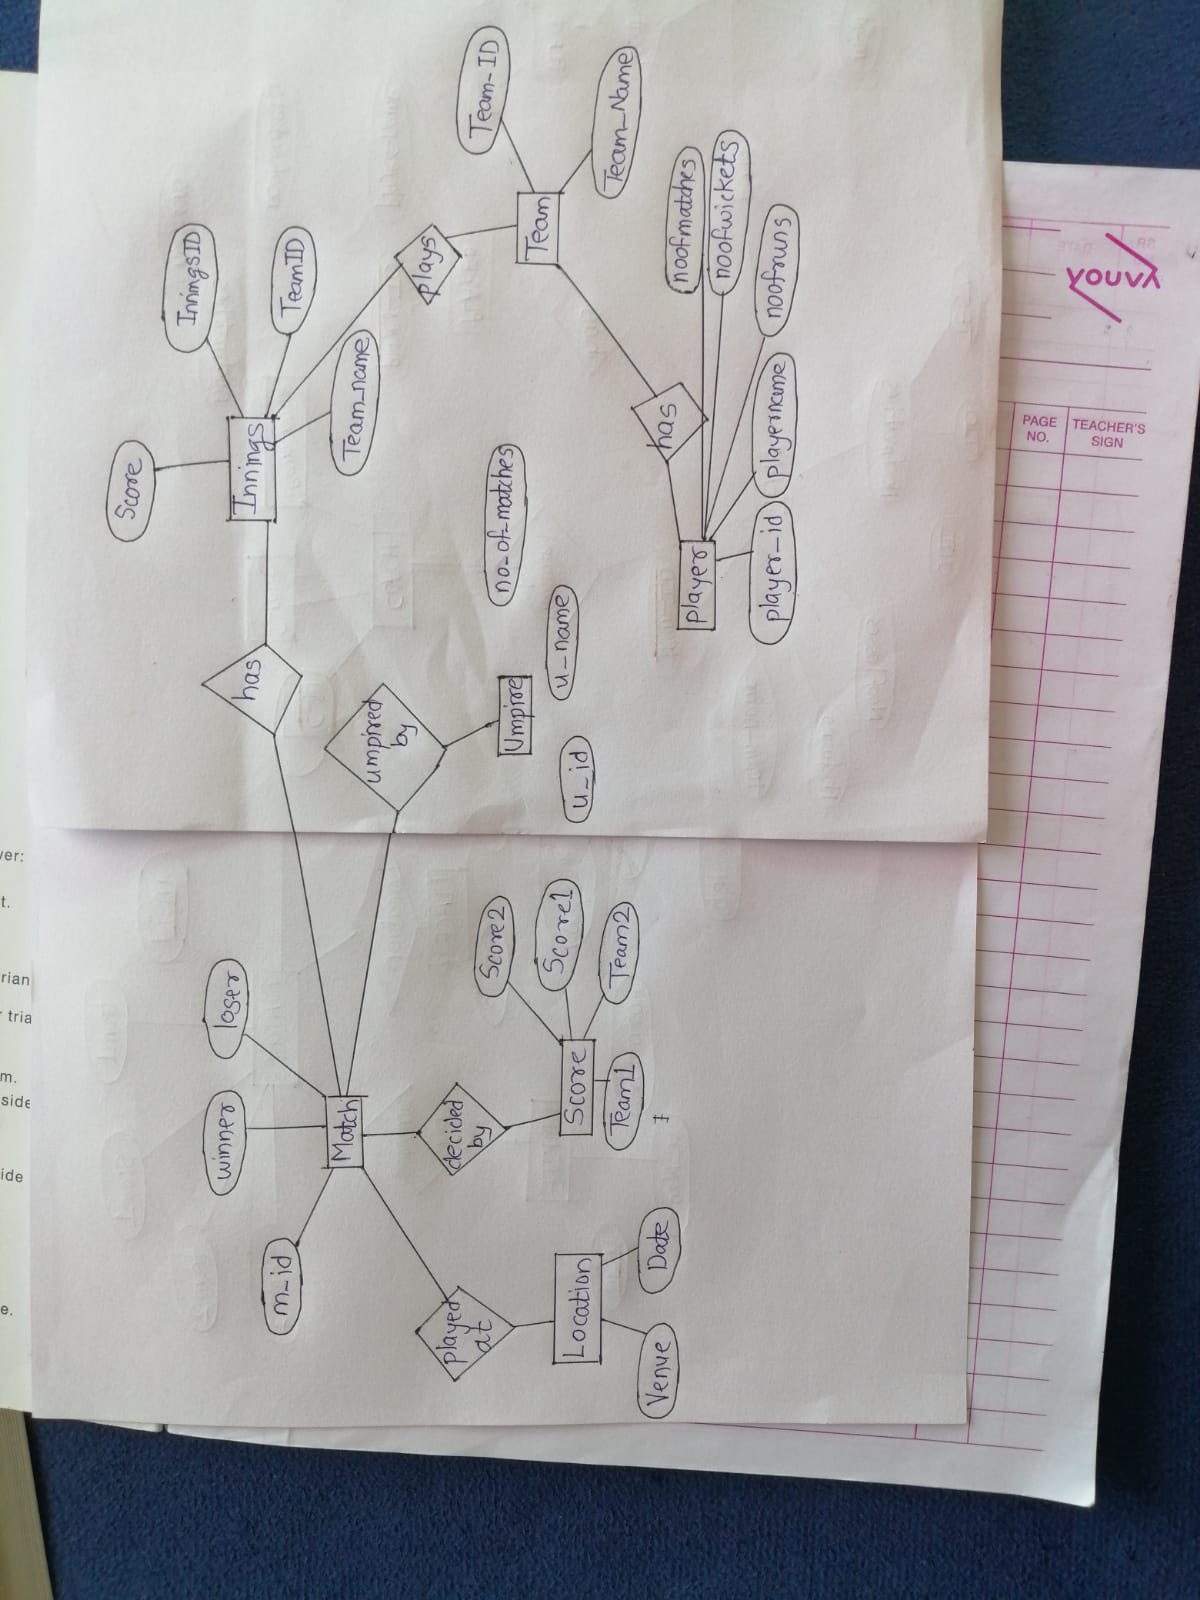 m_id
winner
loser
Match
played
at
Location
Venue
Date
decided
by
Score
Score2
Score1
Team2
Team1
has
umpired
by
Umpire
u_id
u_name
no_of_matches
Score
Innings
InningsID
TeamID
Team_name
plays
Team
Team-ID
Team_Name
has
player
player_id
playername
noofruns
noofwickets
noofmatches
PAGE
NO.
TEACHER'S
SIGN
YOUVA
DATE
ver:
t.
rian
tria
m.
side
ide
e.